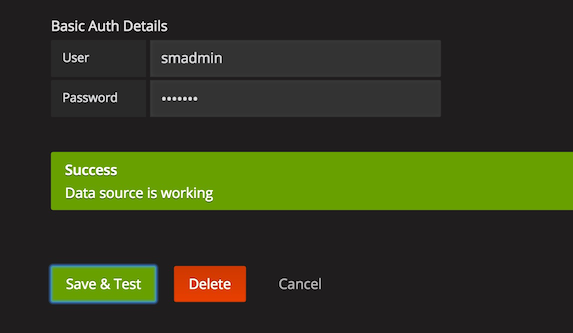 Basic Auth Details
User smadmin
Password •••••••
Success
Data source is working
Save & Test Delete Cancel